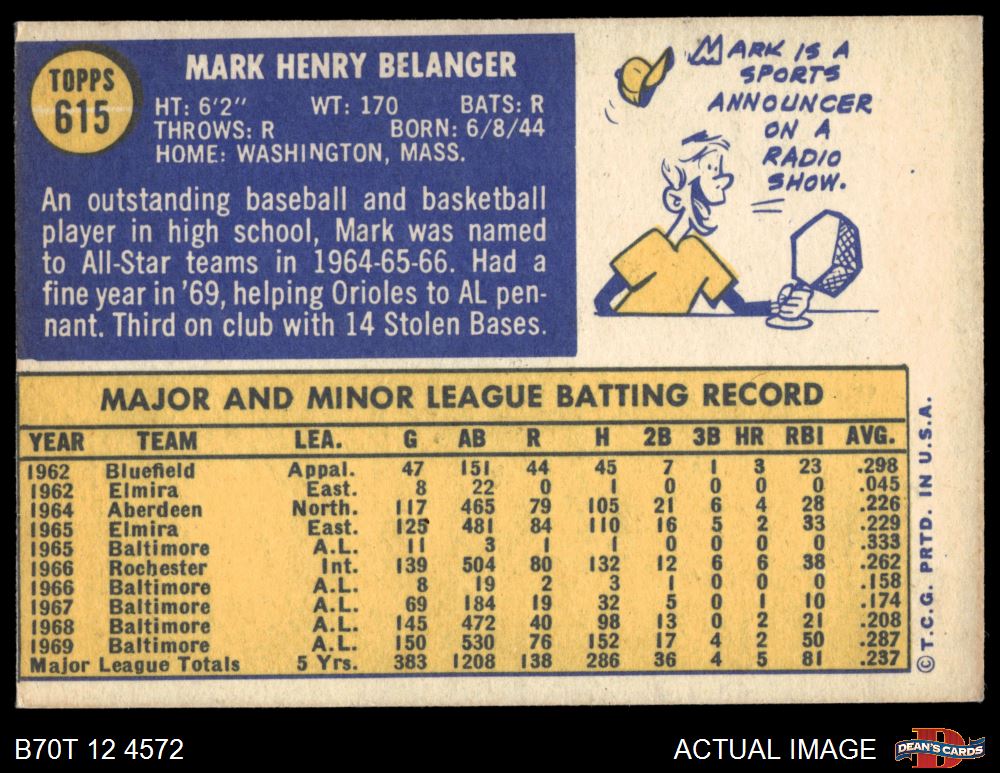 TOPPS
615
MARK HENRY BELANGER
HT: 6'2" WT: 170 BATS: R
THROWS: R BORN: 6/8/44
HOME: WASHINGTON, MASS.
An outstanding baseball and basketball
player in high school, Mark was named
to All-Star teams in 1964-65-66. Had a
fine year in '69, helping Orioles to AL pen-
nant. Third on club with 14 Stolen Bases.
MARK IS A
SPORTS
ANNOUNCER
ON A
RADIO
SHOW.
MAJOR AND MINOR LEAGUE BATTING RECORD
YEAR TEAM LEA. G AB R H 2B 3B HR RBI AVG.
1962 Bluefield Appal. 47 151 44 45 7 1 3 23 .298
1962 Elmira East. 8 22 0 1 0 0 0 0 .045
1964 Aberdeen North. 117 465 79 105 21 6 4 28 .226
1965 Elmira East. 125 481 84 110 16 5 2 33 .229
1965 Baltimore A.L. 11 3 1 1 0 0 0 0 .333
1966 Rochester Int. 139 504 80 132 12 6 6 38 .262
1966 Baltimore A.L. 8 19 2 3 1 0 0 0 .158
1967 Baltimore A.L. 69 184 19 32 5 0 1 10 .174
1968 Baltimore A.L. 145 472 40 98 13 0 2 21 .208
1969 Baltimore A.L. 150 530 76 152 17 4 2 50 .287
Major League Totals 5 Yrs. 383 1208 138 286 36 4 5 81 .237
© T.C.G. PRTD. IN U.S.A.
B70T 12 4572
ACTUAL IMAGE
DEAN'S CARDS